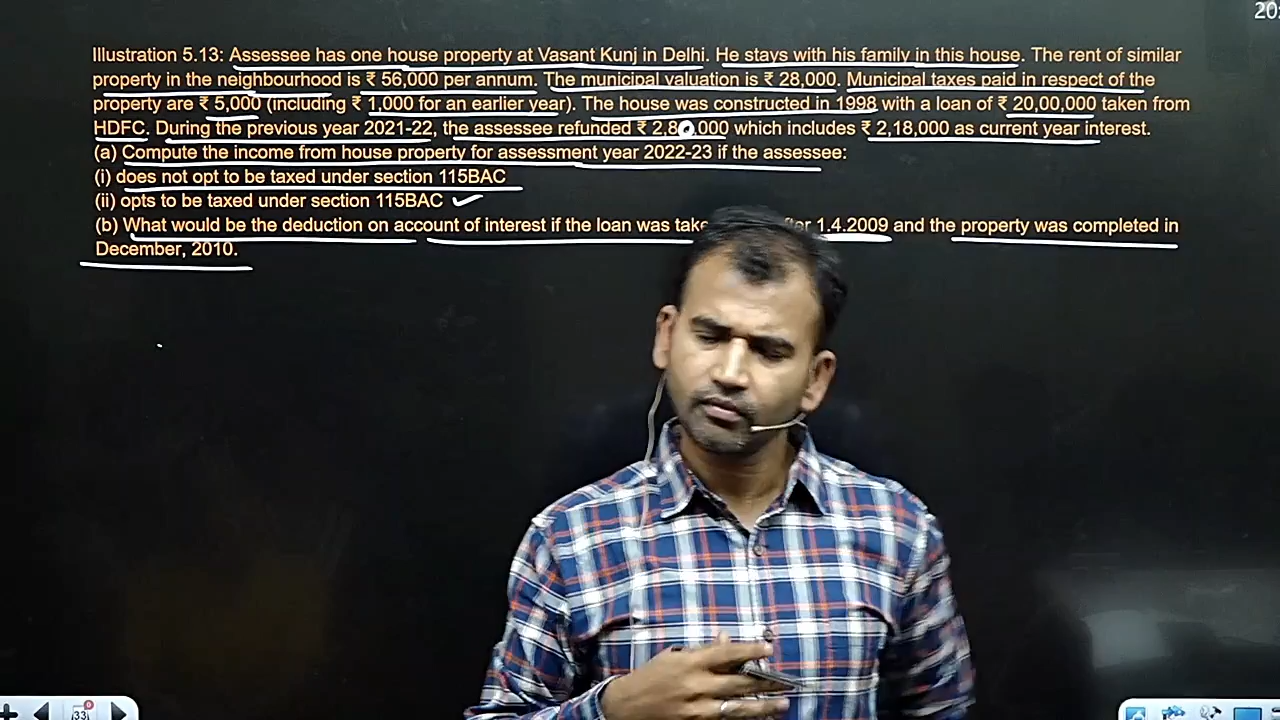 20:
Illustration 5.13: Assessee has one house property at Vasant Kunj in Delhi. He stays with his family in this house. The rent of similar
property in the neighbourhood is ₹ 56,000 per annum. The municipal valuation is ₹ 28,000. Municipal taxes paid in respect of the
property are ₹ 5,000 (including ₹ 1,000 for an earlier year). The house was constructed in 1998 with a loan of ₹ 20,00,000 taken from
HDFC. During the previous year 2021-22, the assessee refunded ₹ 2,80,000 which includes ₹ 2,18,000 as current year interest.
(a) Compute the income from house property for assessment year 2022-23 if the assessee:
(i) does not opt to be taxed under section 115BAC
(ii) opts to be taxed under section 115BAC
(b) What would be the deduction on account of interest if the loan was 1.4.2009 and the property was completed in
December, 2010.
33